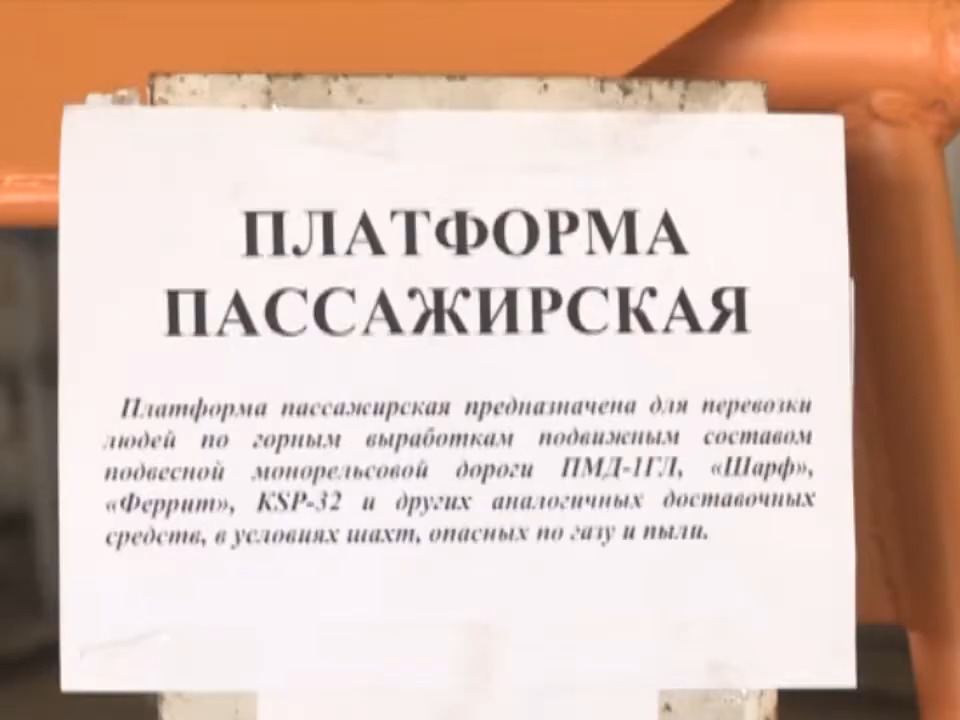 ПЛАТФОРМА
ПАССАЖИРСКАЯ
Платформа пассажирская предназначена для перевозки
людей по горным выработкам подвижным составом
подвесной монорельсовой дороги ПМД-1ГЛ, «Шарф»,
«Феррит», KSP-32 и других аналогичных доставочных
средств, в условиях шахт, опасных по газу и пыли.